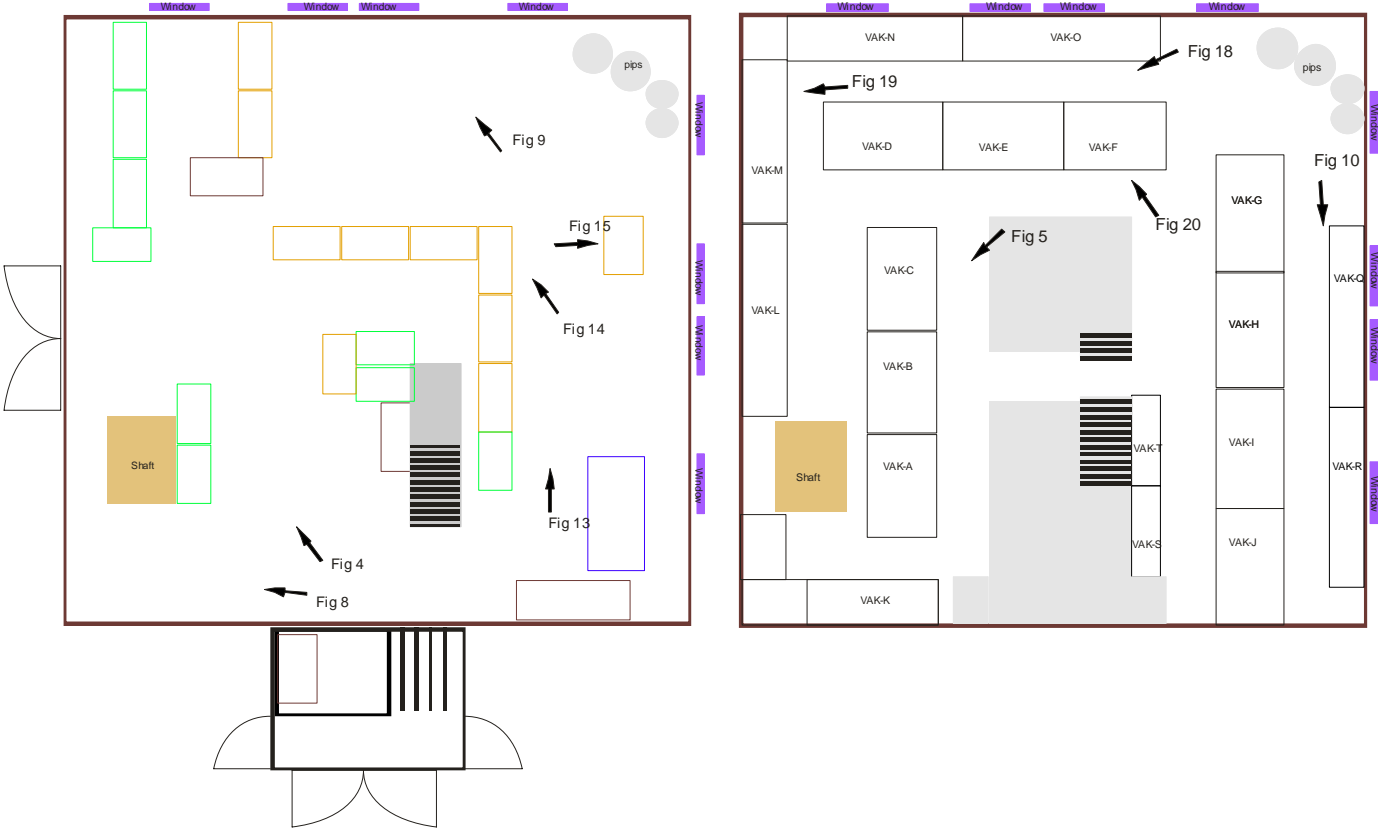 Window
Window
Window
Window
pips
Window
Fig 9
Fig 15
Window
Fig 14
Window
Shaft
Window
Fig 13
Fig 4
Fig 8
Window
Window
Window
Window
VAK-N
VAK-O
Fig 18
pips
Fig 19
Window
VAK-D
VAK-E
VAK-F
Fig 10
VAK-M
VAK-G
Fig 20
Fig 5
VAK-C
VAK-Q
Window
VAK-L
VAK-H
Window
VAK-B
VAK-T
VAK-I
VAK-A
VAK-R
Shaft
Window
VAK-S
VAK-J
VAK-K